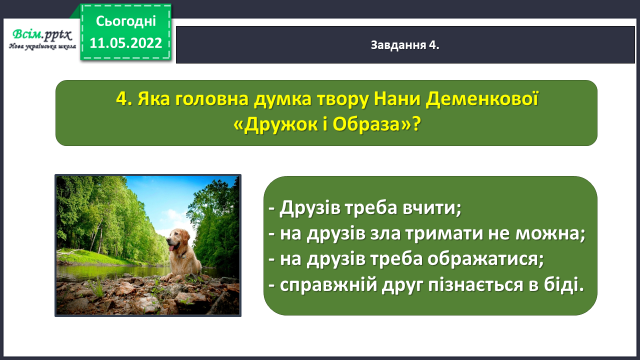 Всім.pptx
Нова українська школа
Сьогодні
11.05.2022
Завдання 4.
4. Яка головна думка твору Нани Деменкової
«Дружок і Образа»?
- Друзів треба вчити;
- на друзів зла тримати не можна;
- на друзів треба ображатися;
- справжній друг пізнається в біді.